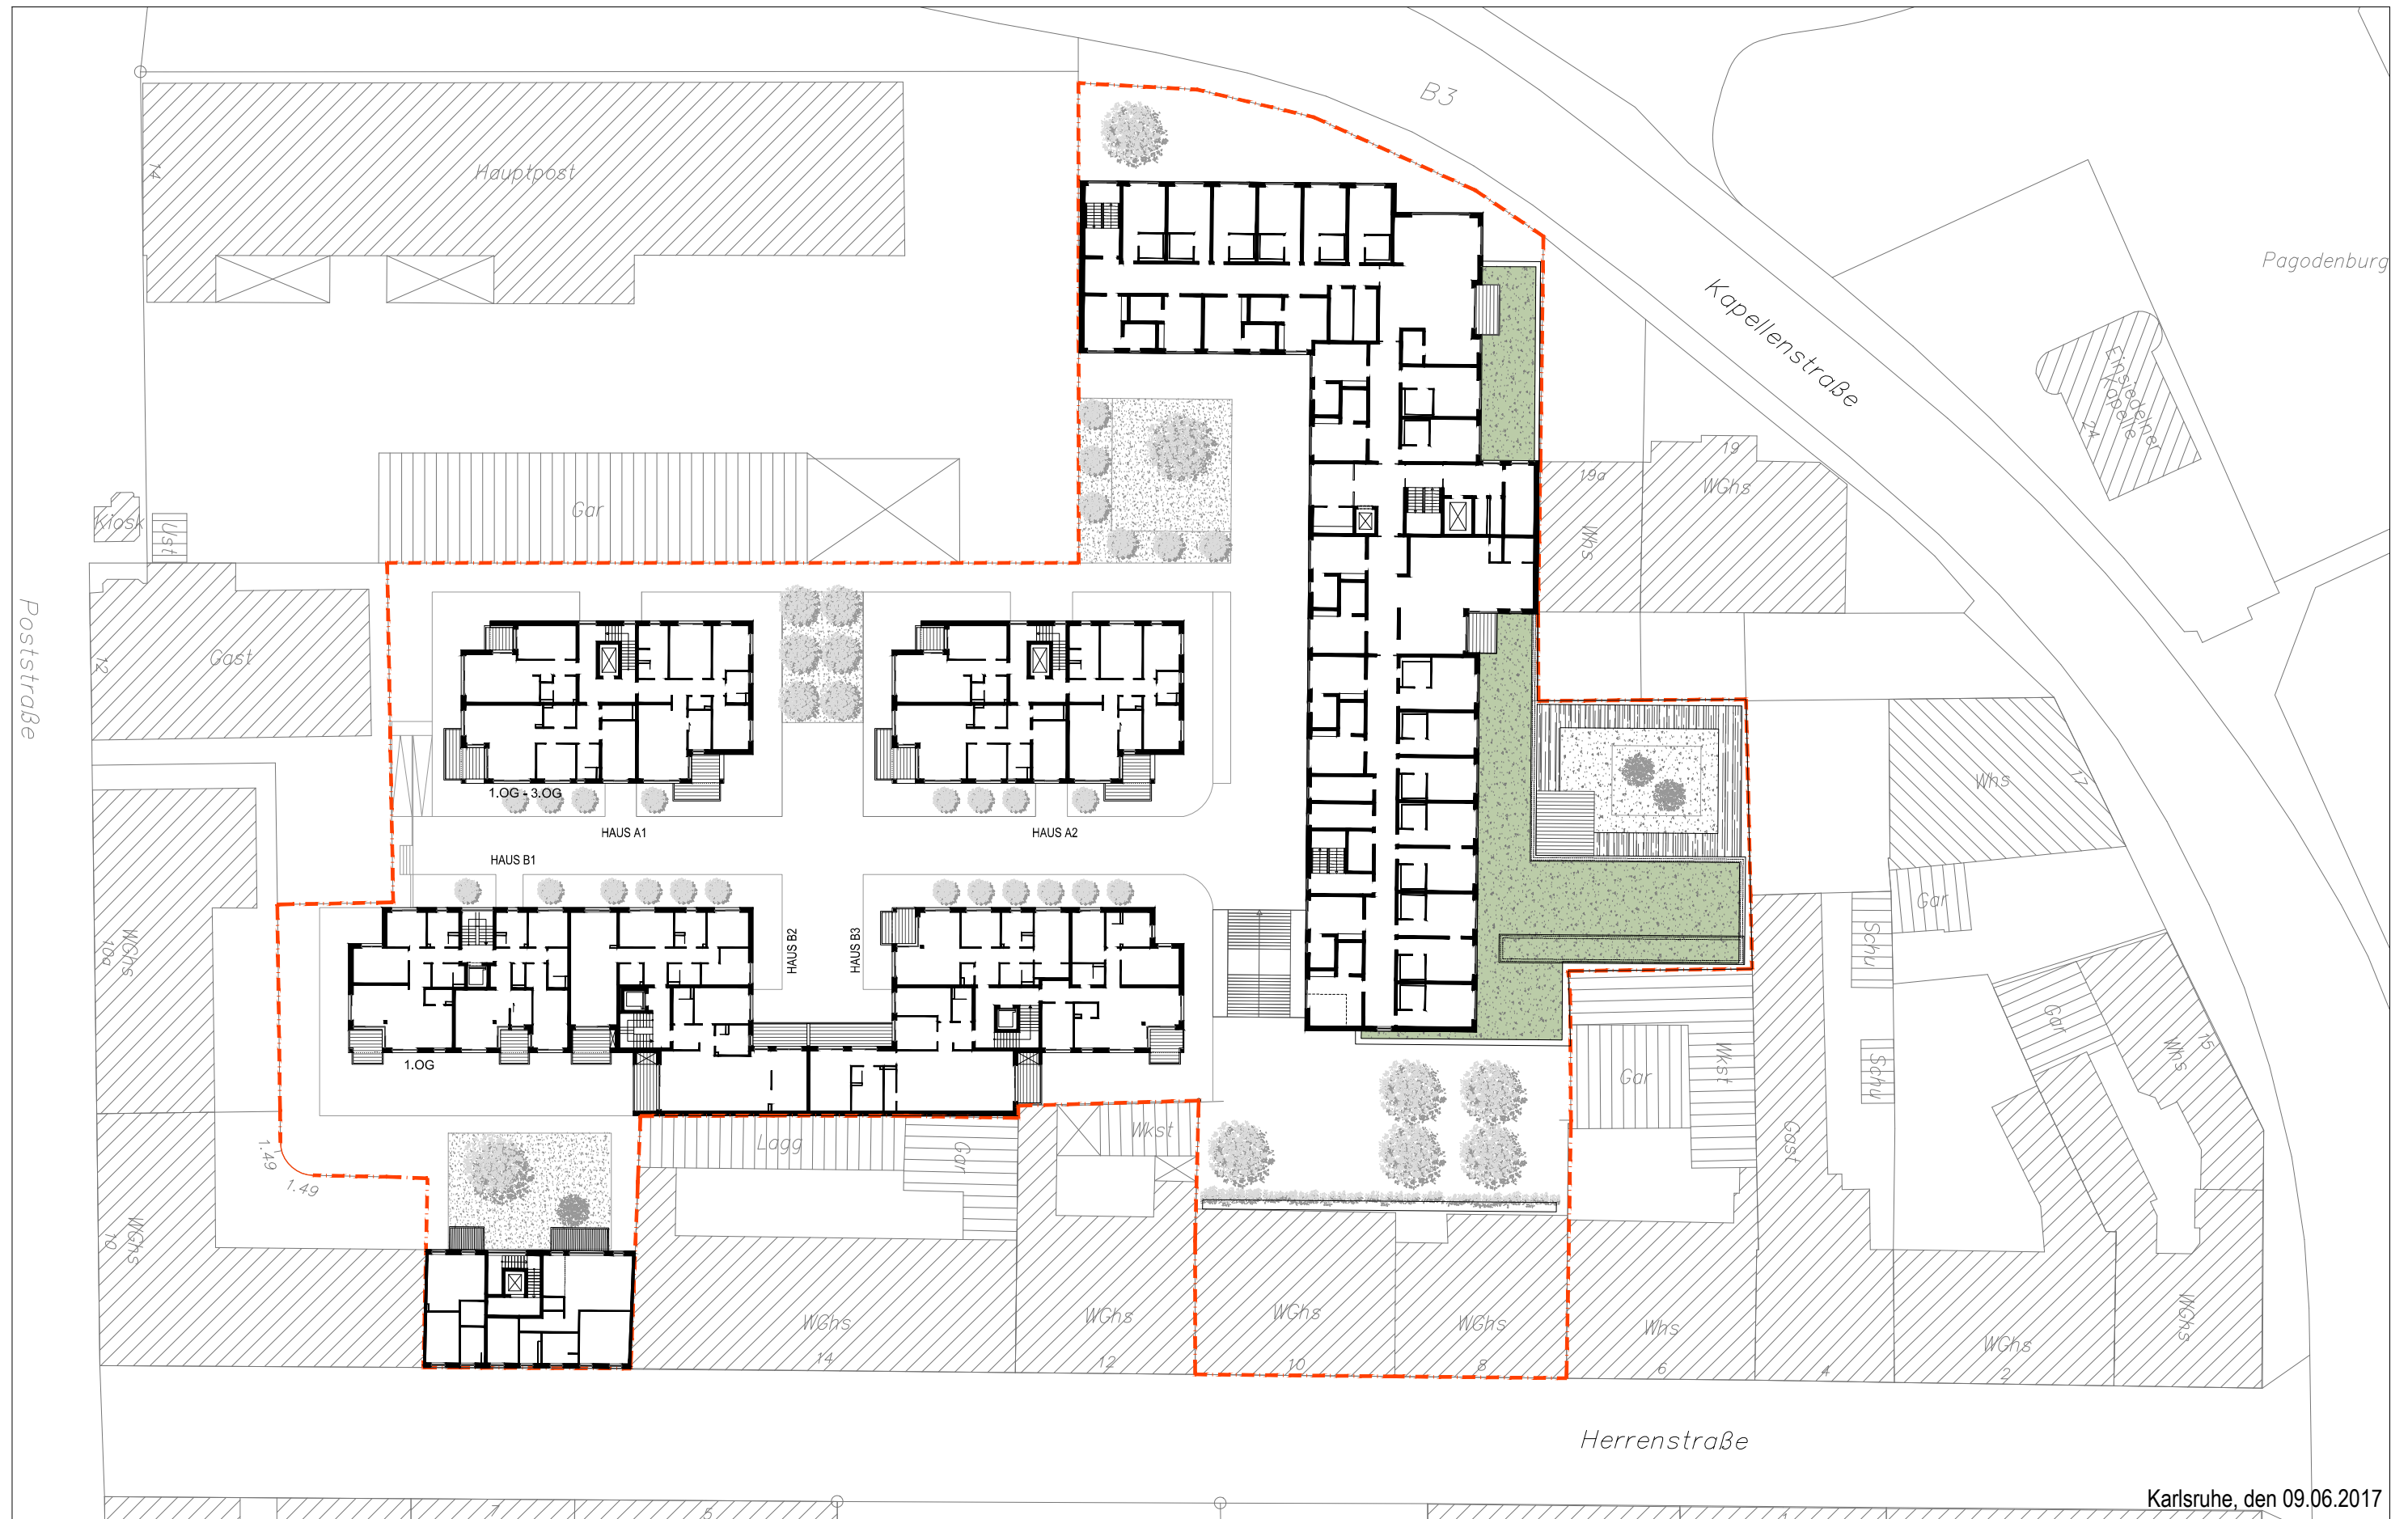 B3
14
Hauptpost
Pagodenburg
Kapellenstraße
Einsiedelner
Kapelle
24
19
19a
WGhs
Whs
Gar
Kiosk
Ust
Poststraße
12
Gast
1.OG - 3.OG
HAUS A1
HAUS A2
HAUS B1
Whs
17
Gar
Schu
WGhs
10a
HAUS B2
HAUS B3
1.OG
Gar
Wkst
Schu
Gar
Whs
15
1.49
1.49
Lagg
Gar
Wkst
Gast
WGhs
10
WGhs
14
WGhs
12
WGhs
10
WGhs
8
Whs
6
4
WGhs
2
WGhs
Herrenstraße
Karlsruhe, den 09.06.2017
7
5
1